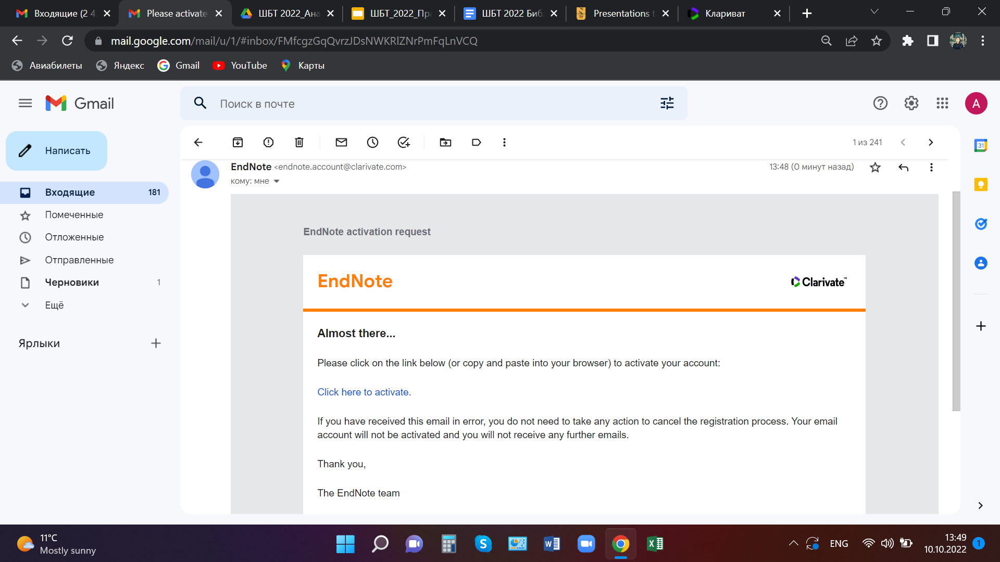 Входящие (2 4
Please activate
ШБТ 2022_Ана
ШБТ_2022_Пра
ШБТ 2022 Биб
Presentations t
Клариват
mail.google.com/mail/u/1/#inbox/FMfcgzGqQvrzJDsNWKRlZNrPmFqLnVCQ
Авиабилеты
Яндекс
Gmail
YouTube
Карты
Gmail
Поиск в почте
A
Написать
1 из 241
31
EndNote <endnote.account@clarivate.com>
13:48 (0 минут назад)
кому: мне
Входящие 181
Помеченные
Отложенные
Отправленные
Черновики 1
Ещё
Ярлыки
EndNote activation request
EndNote
Clarivate™
Almost there...
Please click on the link below (or copy and paste into your browser) to activate your account:
Click here to activate.
If you have received this email in error, you do not need to take any action to cancel the registration process. Your email
account will not be activated and you will not receive any further emails.
Thank you,
The EndNote team
11°C
Mostly sunny
ENG
13:49
10.10.2022
1